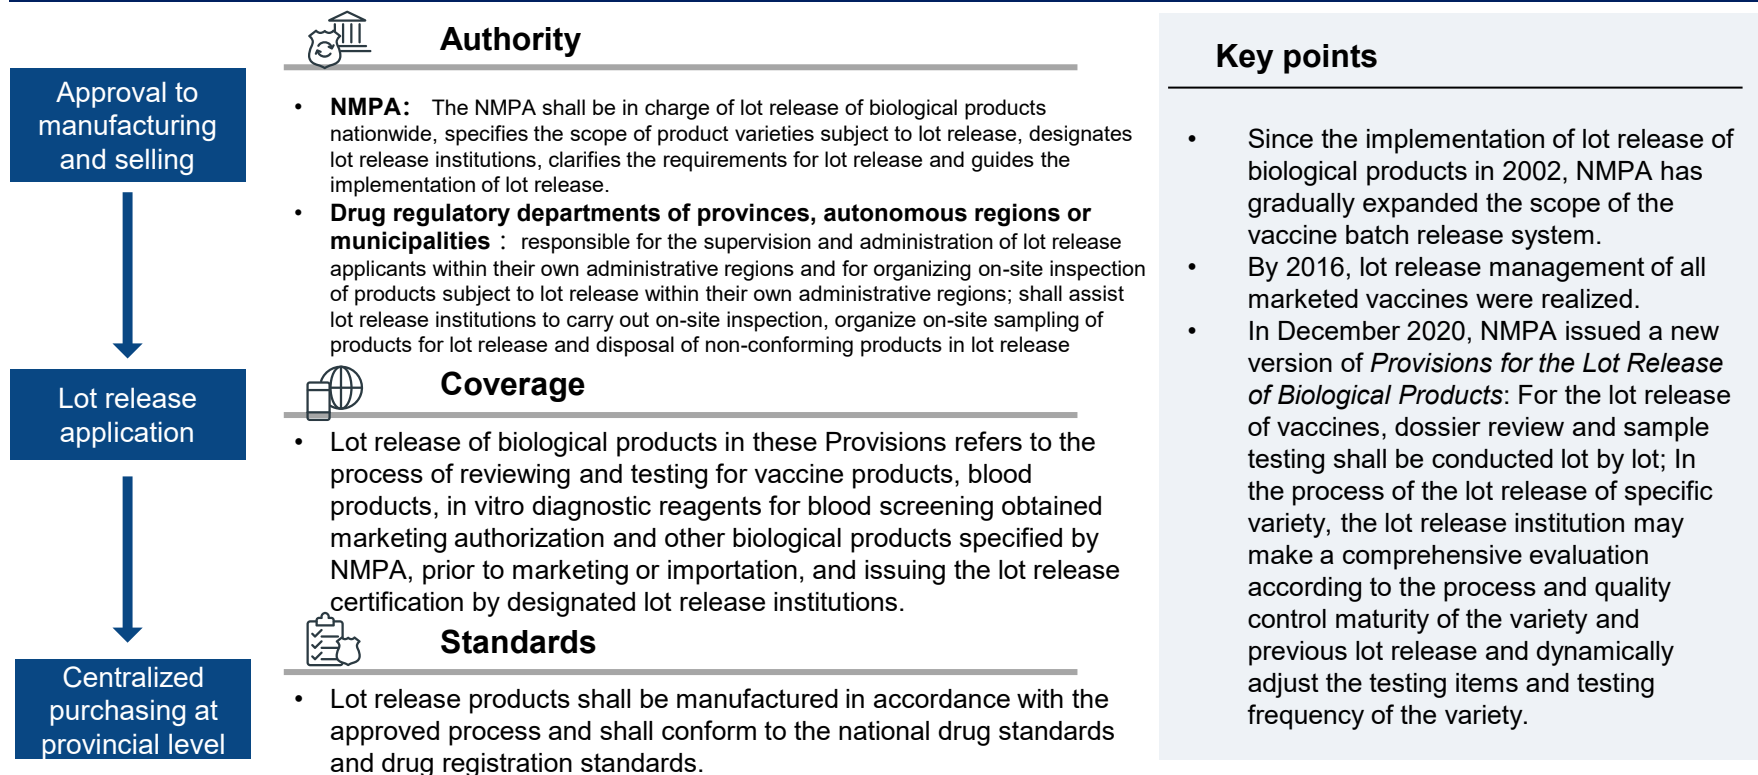 Approval to
manufacturing
and selling
Lot release
application
Centralized
purchasing at
provincial level
Authority
• NMPA： The NMPA shall be in charge of lot release of biological products
nationwide, specifies the scope of product varieties subject to lot release, designates
lot release institutions, clarifies the requirements for lot release and guides the
implementation of lot release.
• Drug regulatory departments of provinces, autonomous regions or
municipalities ：responsible for the supervision and administration of lot release
applicants within their own administrative regions and for organizing on-site inspection
of products subject to lot release within their own administrative regions; shall assist
lot release institutions to carry out on-site inspection, organize on-site sampling of
products for lot release and disposal of non-conforming products in lot release
Coverage
• Lot release of biological products in these Provisions refers to the
process of reviewing and testing for vaccine products, blood
products, in vitro diagnostic reagents for blood screening obtained
marketing authorization and other biological products specified by
NMPA, prior to marketing or importation, and issuing the lot release
certification by designated lot release institutions.
Standards
• Lot release products shall be manufactured in accordance with the
approved process and shall conform to the national drug standards
and drug registration standards.
Key points
• Since the implementation of lot release of
biological products in 2002, NMPA has
gradually expanded the scope of the
vaccine batch release system.
• By 2016, lot release management of all
marketed vaccines were realized.
• In December 2020, NMPA issued a new
version of Provisions for the Lot Release
of Biological Products: For the lot release
of vaccines, dossier review and sample
testing shall be conducted lot by lot; In
the process of the lot release of specific
variety, the lot release institution may
make a comprehensive evaluation
according to the process and quality
control maturity of the variety and
previous lot release and dynamically
adjust the testing items and testing
frequency of the variety.